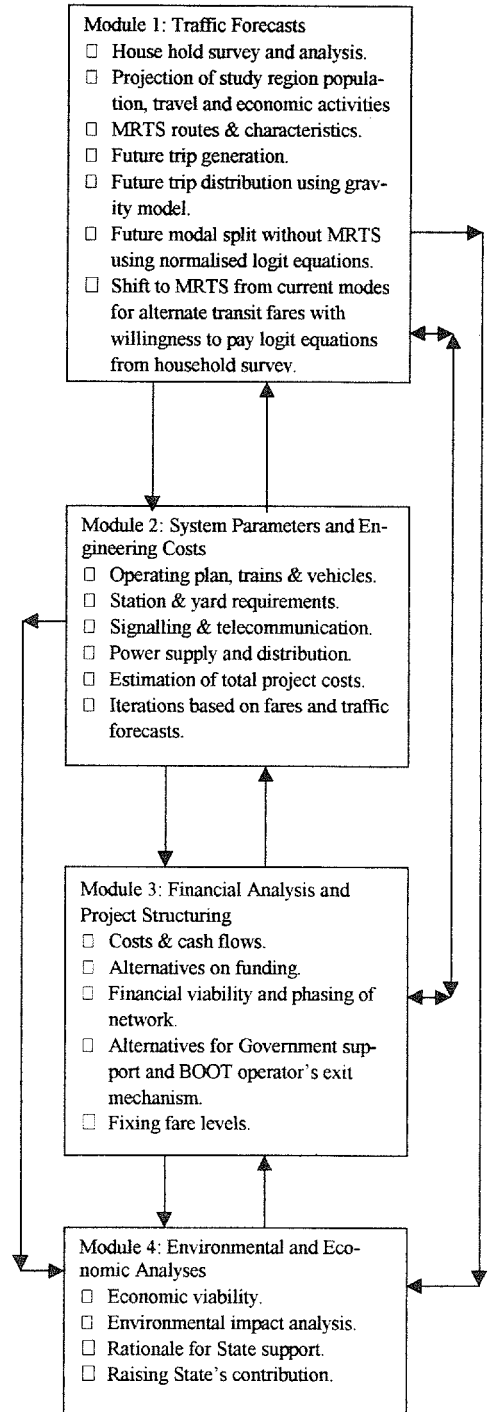 Module 1: Traffic Forecasts
☐ House hold survey and analysis.
☐ Projection of study region popula-
tion, travel and economic activities
☐ MRTS routes & characteristics.
☐ Future trip generation.
☐ Future trip distribution using grav-
ity model.
☐ Future modal split without MRTS
using normalised logit equations.
☐ Shift to MRTS from current modes
for alternate transit fares with
willingness to pay logit equations
from household survey.
Module 2: System Parameters and En-
gineering Costs
☐ Operating plan, trains & vehicles.
☐ Station & yard requirements.
☐ Signalling & telecommunication.
☐ Power supply and distribution.
☐ Estimation of total project costs.
☐ Iterations based on fares and traffic
forecasts.
Module 3: Financial Analysis and
Project Structuring
☐ Costs & cash flows.
☐ Alternatives on funding.
☐ Financial viability and phasing of
network.
☐ Alternatives for Government sup-
port and BOOT operator's exit
mechanism.
☐ Fixing fare levels.
Module 4: Environmental and Eco-
nomic Analyses
☐ Economic viability.
☐ Environmental impact analysis.
☐ Rationale for State support.
☐ Raising State's contribution.